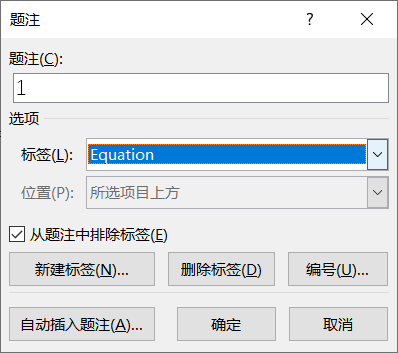 题注
题注(C):
1
选项
标签(L): Equation
位置(P): 所选项目上方
从题注中排除标签(E)
新建标签(N)... 删除标签(D) 编号(U)...
自动插入题注(A)... 确定 取消